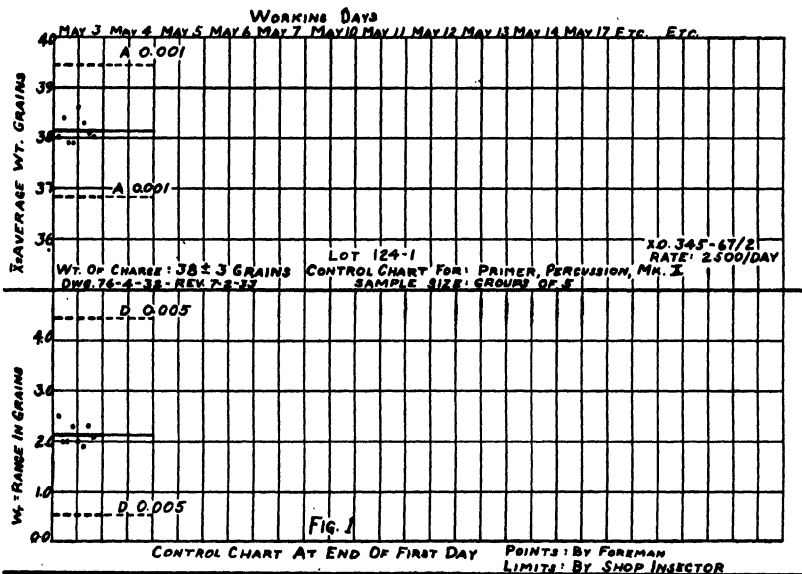 WORKING DAYS
MAY 3 MAY 4 MAY 5 MAY 6 MAY 7 MAY 10 MAY 11 MAY 12 MAY 13 MAY 14 MAY 17 ETC. ETC.
X̄=AVERAGE WT. GRAINS
40
A 0.001
39
38
37
A 0.001
36
LOT 124-1
X.O. 345-67/2
RATE: 2500/DAY
WT. OF CHARGE: 38 ± 3 GRAINS
CONTROL CHART FOR: PRIMER, PERCUSSION, MK. X
DWG. 76-4-32-REV. 7-2-33
SAMPLE SIZE: GROUPS OF 5
RANGE IN GRAINS
D 0.005
4.0
3.0
2.0
1.0
D 0.005
0.0
FIG. 1
CONTROL CHART AT END OF FIRST DAY
POINTS: BY FOREMAN
LIMITS: BY SHOP INSECTOR